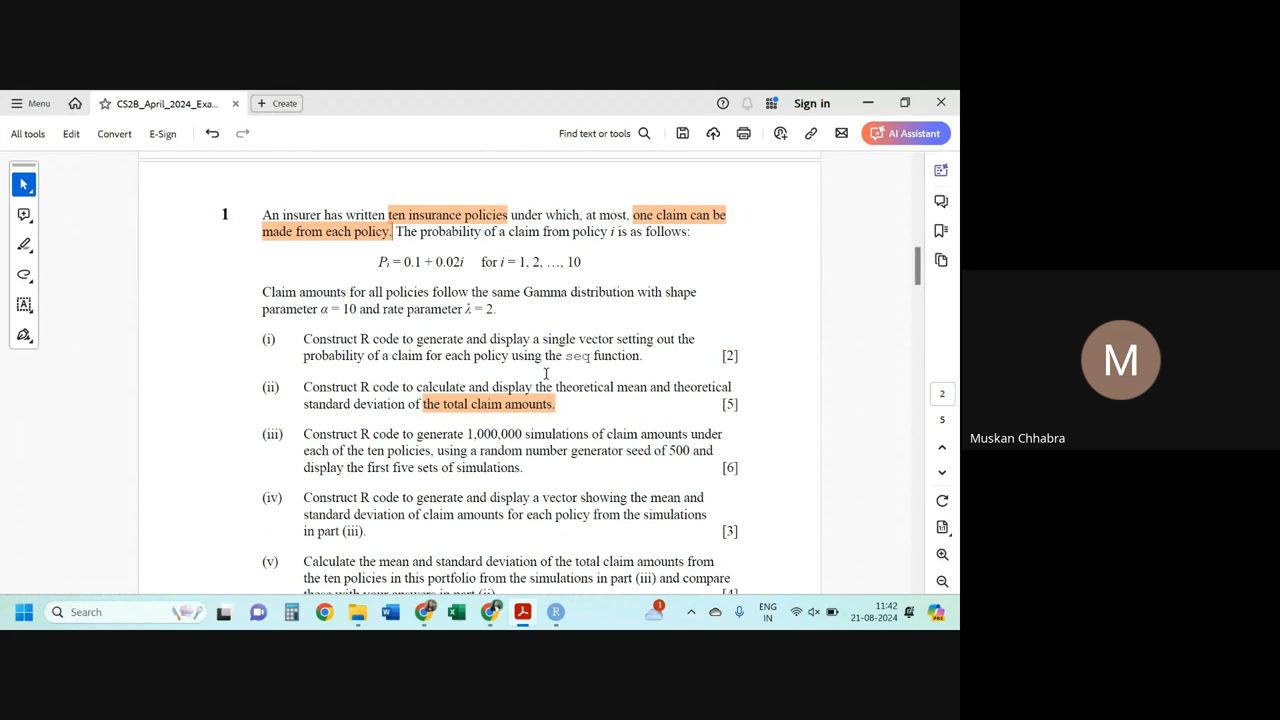 Menu
CS2B_April_2024_Exa...
Create
Sign in
All tools
Edit
Convert
E-Sign
Find text or tools
AI Assistant
1
An insurer has written ten insurance policies under which, at most, one claim can be
made from each policy. The probability of a claim from policy i is as follows:
Pi = 0.1 + 0.02i for i = 1, 2, …, 10
Claim amounts for all policies follow the same Gamma distribution with shape
parameter α = 10 and rate parameter λ = 2.
(i) Construct R code to generate and display a single vector setting out the
probability of a claim for each policy using the seq function. [2]
(ii) Construct R code to calculate and display the theoretical mean and theoretical
standard deviation of the total claim amounts. [5]
(iii) Construct R code to generate 1,000,000 simulations of claim amounts under
each of the ten policies, using a random number generator seed of 500 and
display the first five sets of simulations. [6]
(iv) Construct R code to generate and display a vector showing the mean and
standard deviation of claim amounts for each policy from the simulations
in part (iii). [3]
(v) Calculate the mean and standard deviation of the total claim amounts from
the ten policies in this portfolio from the simulations in part (iii) and compare
these with your answers in part (ii). [4]
2
5
M
Muskan Chhabra
Search
1
ENG
IN
11:42
21-08-2024